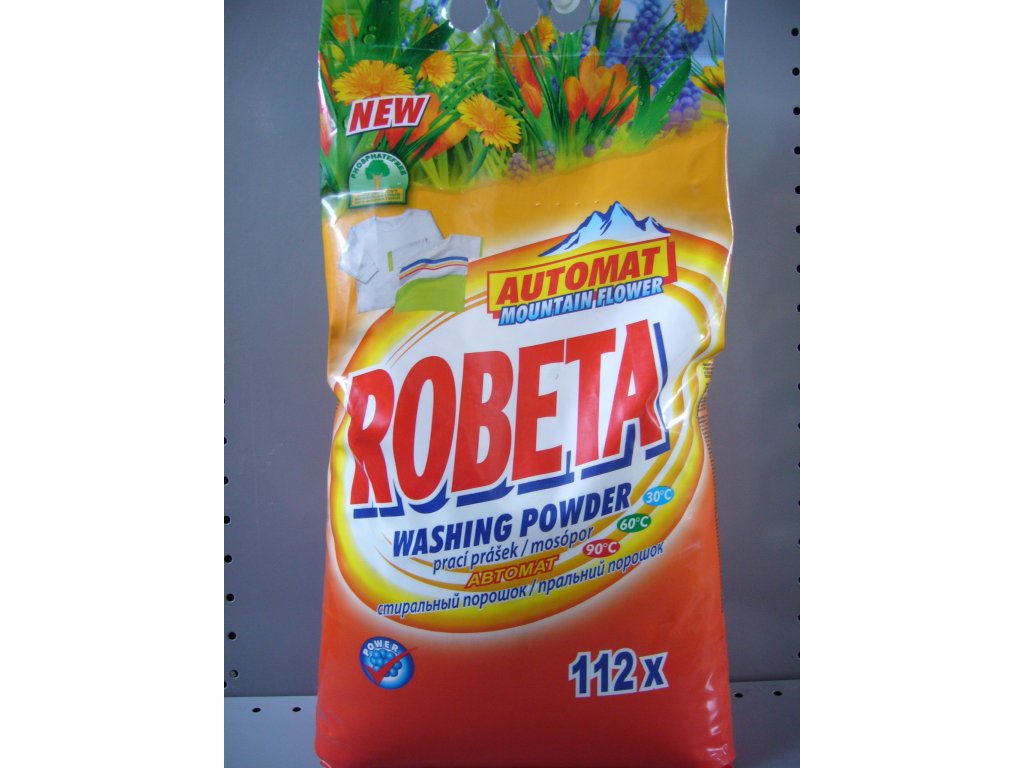 NEW
PHOSPHATEFREE
AUTOMAT
MOUNTAIN FLOWER
ROBETA
WASHING POWDER
30°C
prací prášek / mosópor
60°C
90°C
АВТОМАТ
стиральный порошок / пральний порошок
POWER
112x